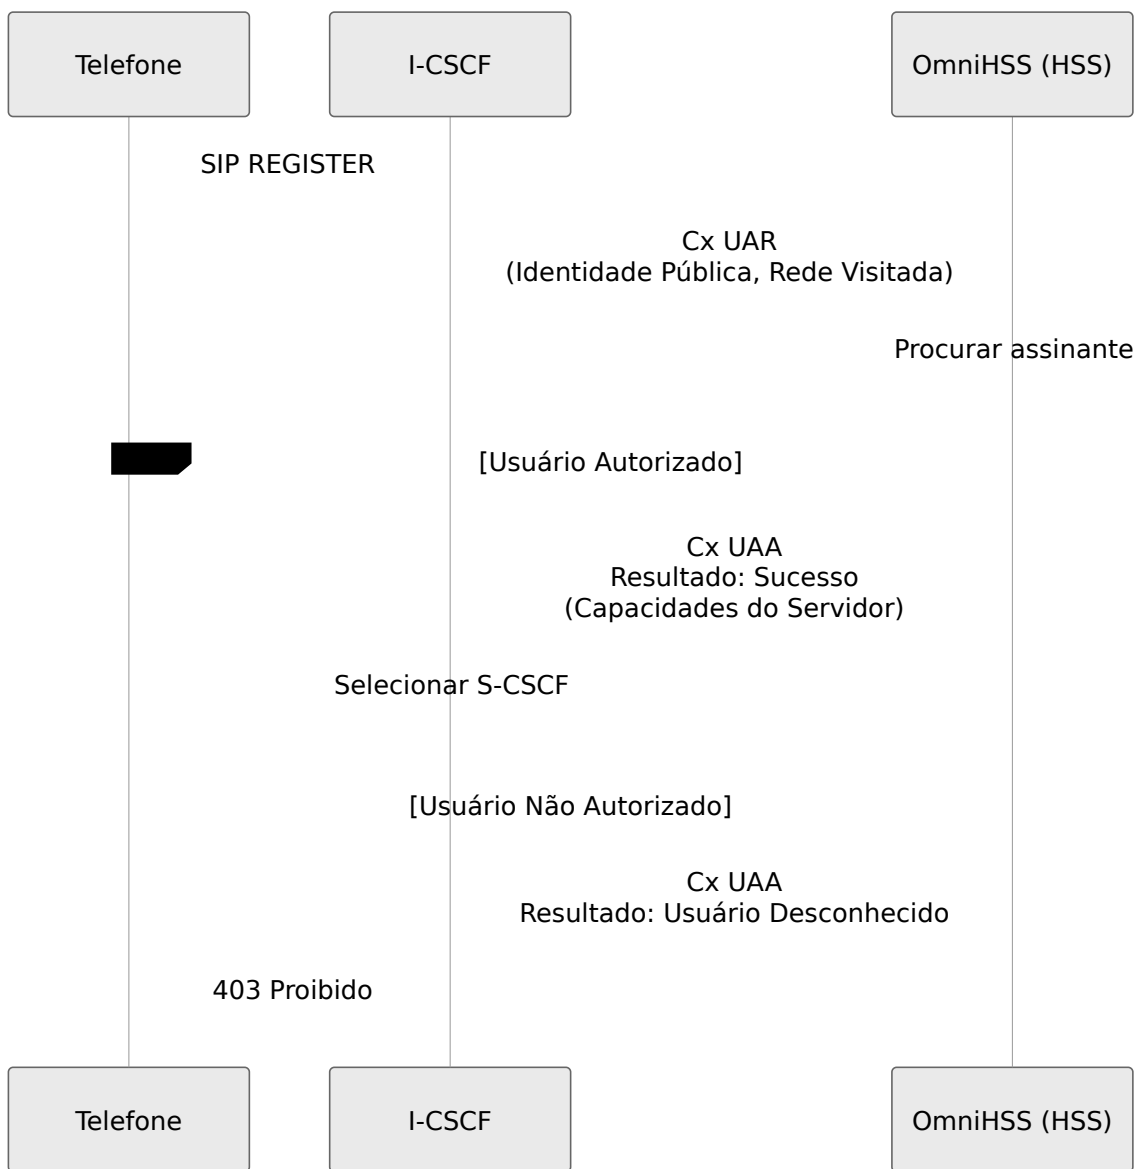 Telefone
I-CSCF
OmniHSS (HSS)
SIP REGISTER
Cx UAR
(Identidade Pública, Rede Visitada)
Procurar assinante
[Usuário Autorizado]
Cx UAA
Resultado: Sucesso
(Capacidades do Servidor)
Selecionar S-CSCF
[Usuário Não Autorizado]
Cx UAA
Resultado: Usuário Desconhecido
403 Proibido
Telefone
I-CSCF
OmniHSS (HSS)